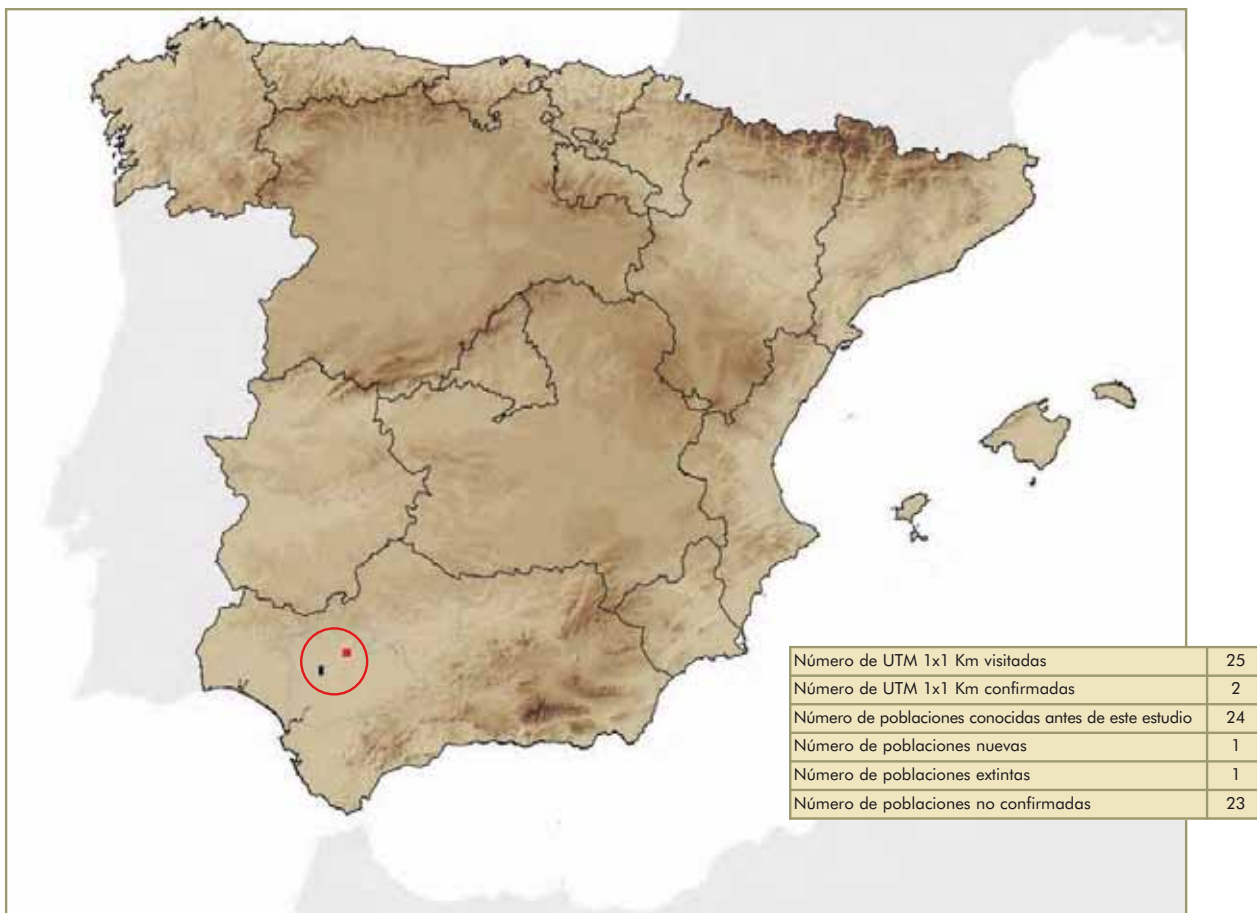 Número de UTM 1x1 Km visitadas 25
Número de UTM 1x1 Km confirmadas 2
Número de poblaciones conocidas antes de este estudio 24
Número de poblaciones nuevas 1
Número de poblaciones extintas 1
Número de poblaciones no confirmadas 23